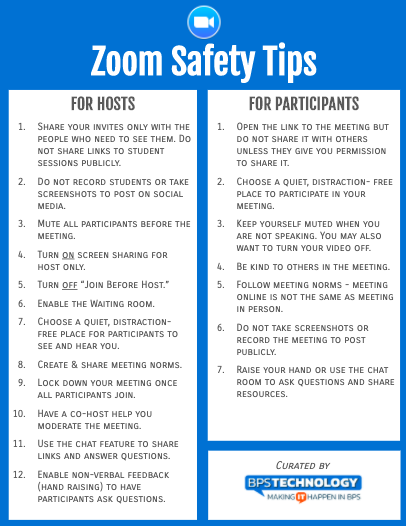 Zoom Safety Tips
FOR HOSTS
1. Share your invites only with the
people who need to see them. Do
not share links to student
sessions publicly.
2. Do not record students or take
screenshots to post on social
media.
3. Mute all participants before the
meeting.
4. Turn on screen sharing for
host only.
5. Turn off “Join Before Host.”
6. Enable the Waiting room.
7. Choose a quiet, distraction-
free place for participants to
see and hear you.
8. Create & share meeting norms.
9. Lock down your meeting once
all participants join.
10. Have a co-host help you
moderate the meeting.
11. Use the chat feature to share
links and answer questions.
12. Enable non-verbal feedback
(hand raising) to have
participants ask questions.
FOR PARTICIPANTS
1. Open the link to the meeting but
do not share it with others
unless they give you permission
to share it.
2. Choose a quiet, distraction- free
place to participate in your
meeting.
3. Keep yourself muted when you
are not speaking. You may also
want to turn your video off.
4. Be kind to others in the meeting.
5. Follow meeting norms - meeting
online is not the same as meeting
in person.
6. Do not take screenshots or
record the meeting to post
publicly.
7. Raise your hand or use the chat
room to ask questions and share
resources.
Curated by
BPSTECHNOLOGY
MAKING IT HAPPEN IN BPS